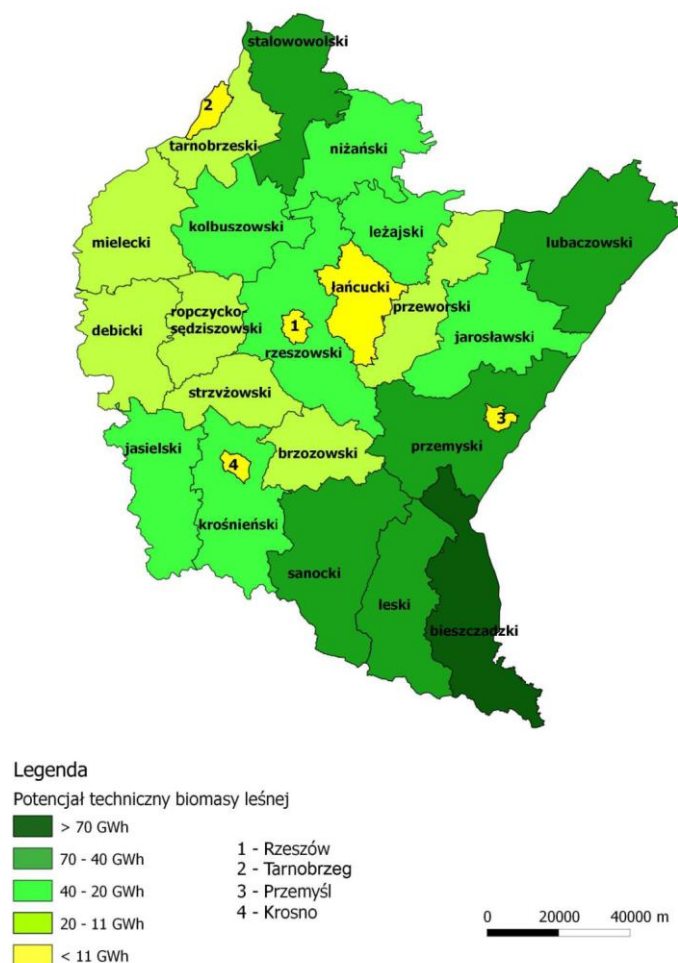 stalowowolski
2
tarnobrzeski
niżański
kolbuszowski
leżajski
lubaczowski
mielecki
łańcucki
ropczycko-
sędziszowski
przeworski
debicki
1
rzeszowski
jarosławski
strzyżowski
3
jasielski
brzozowski
przemyski
4
krośnieński
sanocki
leski
bieszczadzki
Legenda
Potencjał techniczny biomasy leśnej
> 70 GWh
70 - 40 GWh
40 - 20 GWh
20 - 11 GWh
< 11 GWh
1 - Rzeszów
2 - Tarnobrzeg
3 - Przemyśl
4 - Krosno
0 20000 40000 m